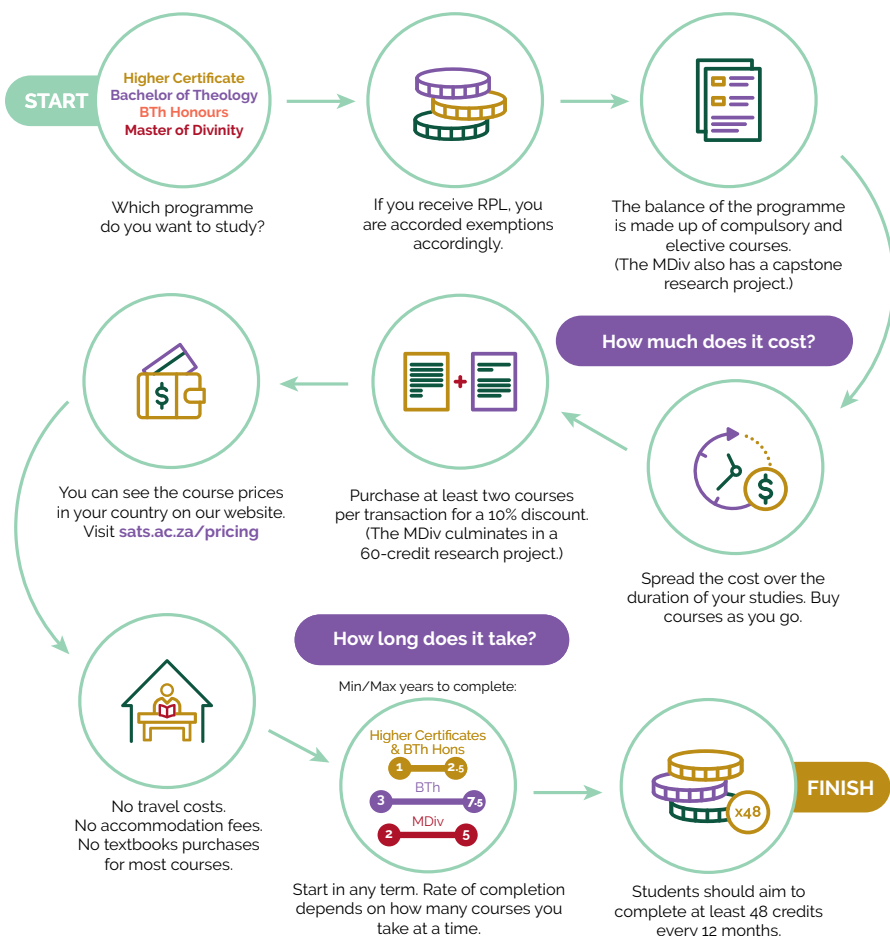 START
Higher Certificate
Bachelor of Theology
BTh Honours
Master of Divinity
Which programme
do you want to study?
If you receive RPL, you
are accorded exemptions
accordingly.
The balance of the programme
is made up of compulsory and
elective courses.
(The MDiv also has a capstone
research project.)
How much does it cost?
$
Spread the cost over the
duration of your studies. Buy
courses as you go.
+
Purchase at least two courses
per transaction for a 10% discount.
(The MDiv culminates in a
60-credit research project.)
$
You can see the course prices
in your country on our website.
Visit sats.ac.za/pricing
No travel costs.
No accommodation fees.
No textbooks purchases
for most courses.
How long does it take?
Min/Max years to complete:
Higher Certificates
& BTh Hons
1 2.5
BTh
3 7.5
MDiv
2 5
Start in any term. Rate of completion
depends on how many courses you
take at a time.
x48
FINISH
Students should aim to
complete at least 48 credits
every 12 months.